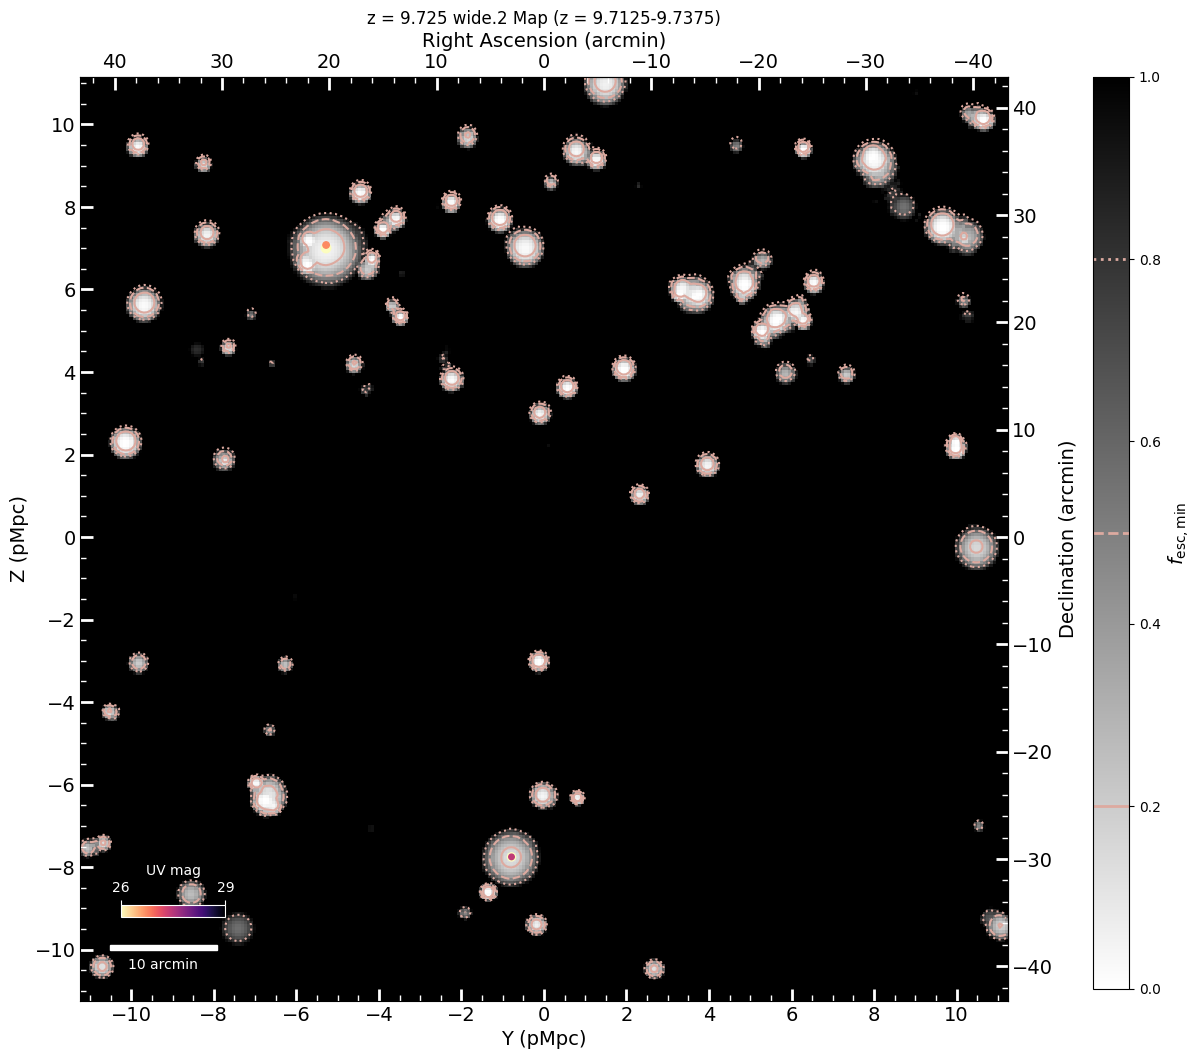 z = 9.725 wide.2 Map (z = 9.7125-9.7375)
Right Ascension (arcmin)
40 30 20 10 0 −10 −20 −30 −40
10 8 6 4 2 0 −2 −4 −6 −8 −10
Z (pMpc)
40 30 20 10 0 −10 −20 −30 −40
Declination (arcmin)
1.0 0.8 0.6 0.4 0.2 0.0
fesc,min
UV mag
26 29
10 arcmin
−10 −8 −6 −4 −2 0 2 4 6 8 10
Y (pMpc)